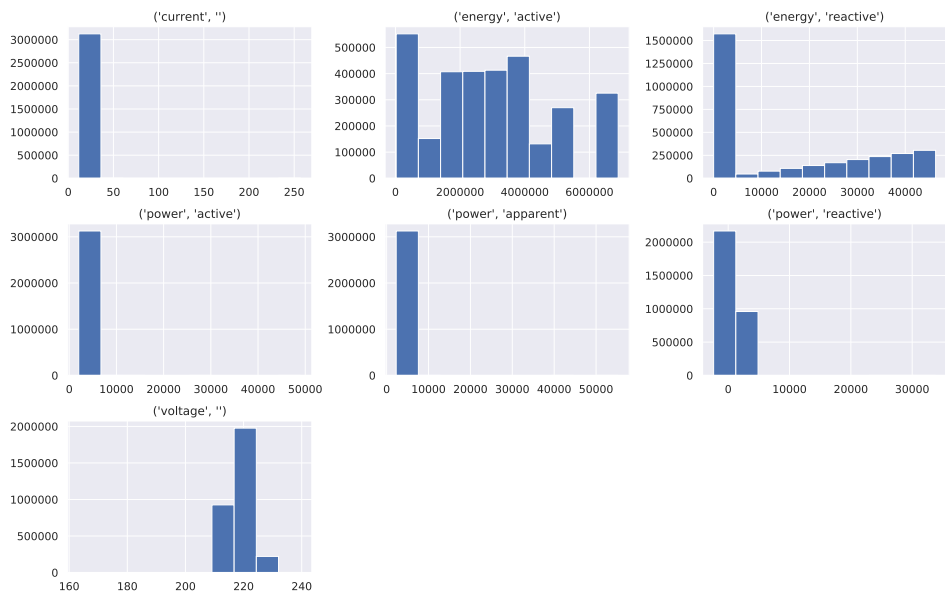 ('current', '')
3000000
2500000
2000000
1500000
1000000
500000
0
0 50 100 150 200 250
('energy', 'active')
500000
400000
300000
200000
100000
0
0 2000000 4000000 6000000
('energy', 'reactive')
1500000
1250000
1000000
750000
500000
250000
0
0 10000 20000 30000 40000
('power', 'active')
3000000
2000000
1000000
0
0 10000 20000 30000 40000 50000
('power', 'apparent')
3000000
2000000
1000000
0
0 10000 20000 30000 40000 50000
('power', 'reactive')
2000000
1500000
1000000
500000
0
0 10000 20000 30000
('voltage', '')
2000000
1500000
1000000
500000
0
160 180 200 220 240